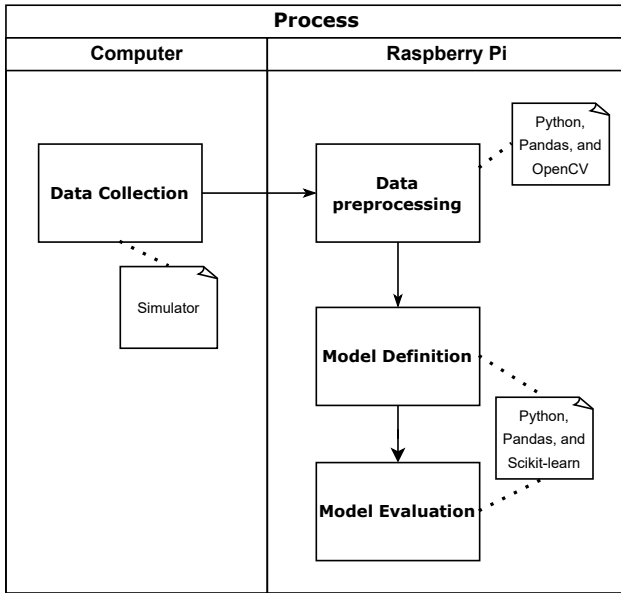 Process
Computer
Raspberry Pi
Data Collection
Simulator
Data
preprocessing
Python,
Pandas, and
OpenCV
Model Definition
Python,
Pandas, and
Scikit-learn
Model Evaluation